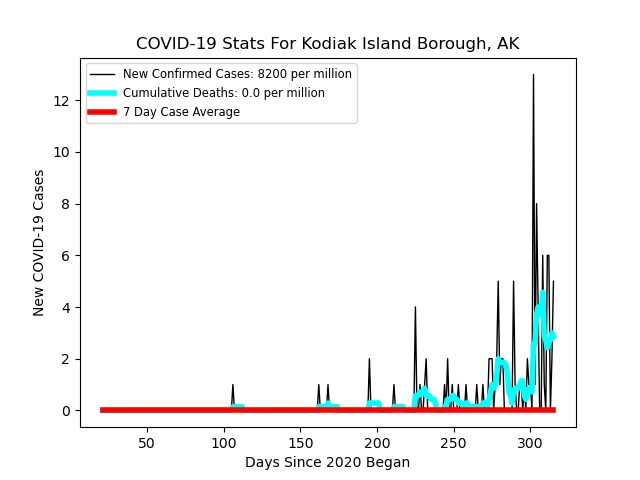 COVID-19 Stats For Kodiak Island Borough, AK
New Confirmed Cases: 8200 per million
Cumulative Deaths: 0.0 per million
7 Day Case Average
New COVID-19 Cases
12
10
8
6
4
2
0
50 100 150 200 250 300
Days Since 2020 Began